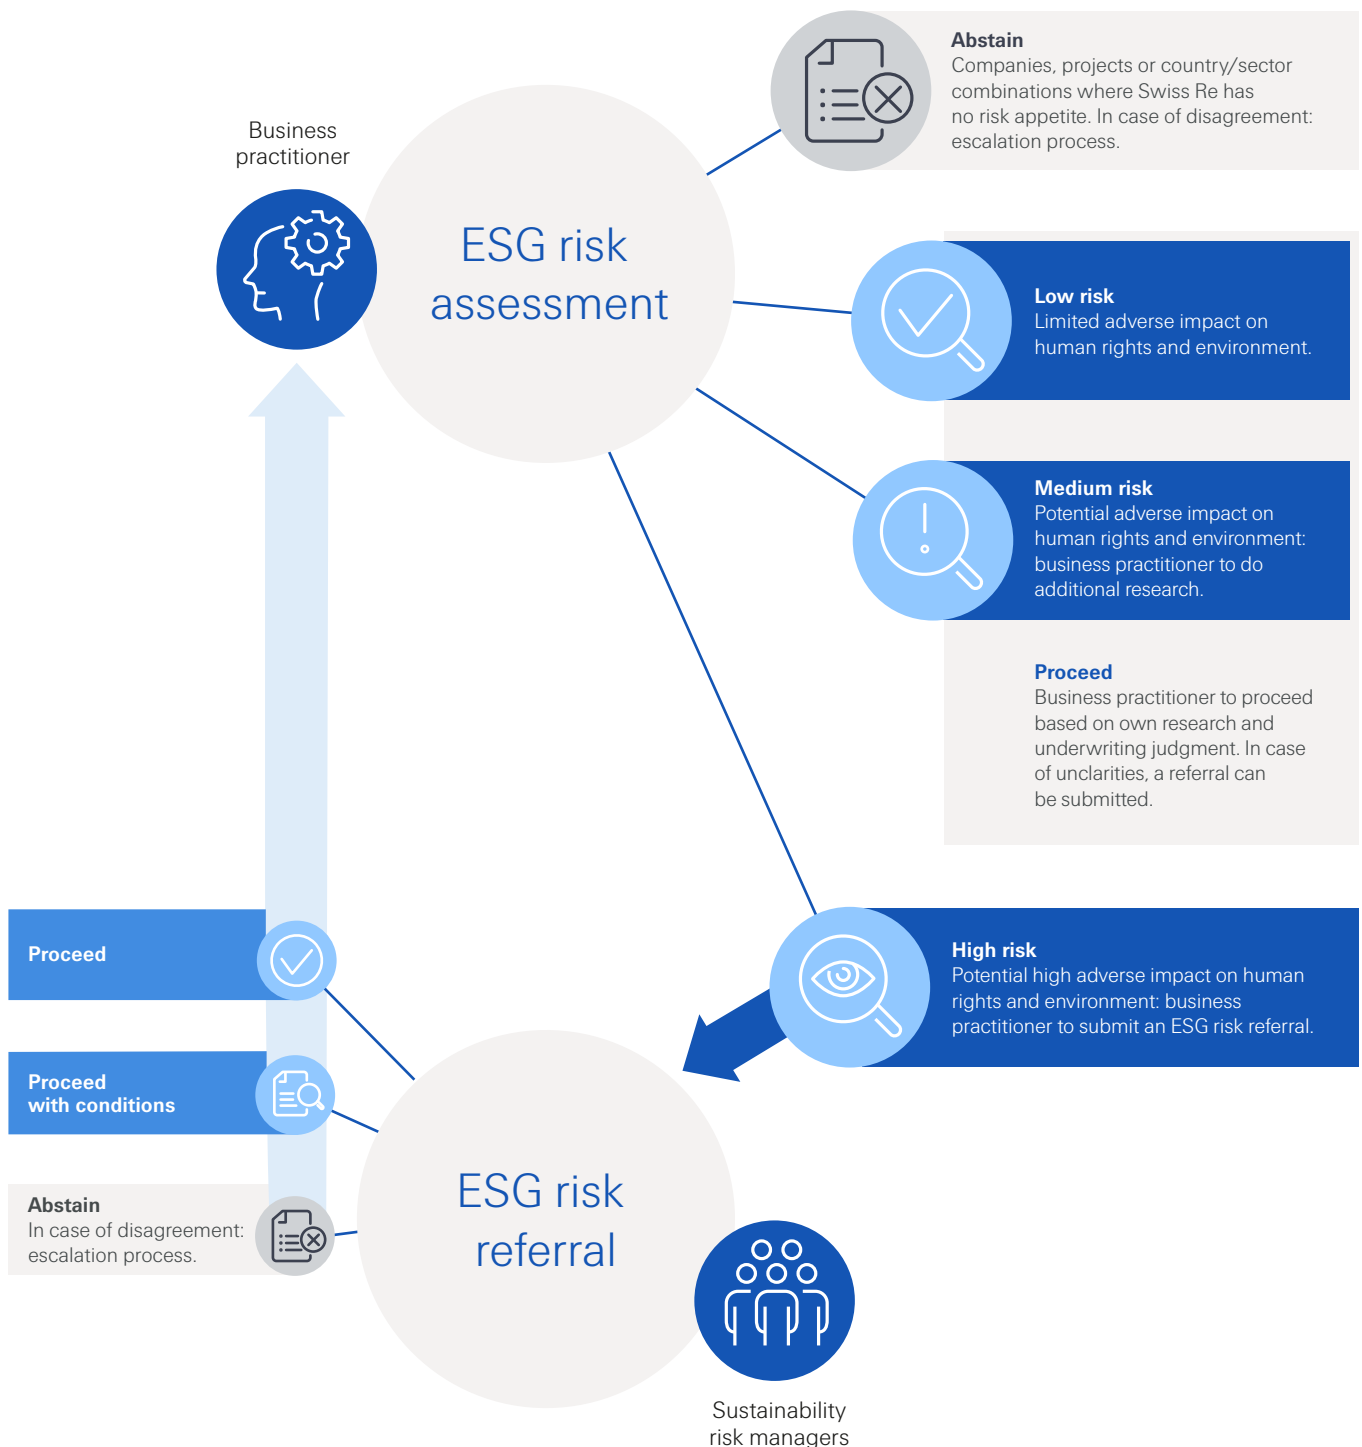 Abstain
Companies, projects or country/sector
combinations where Swiss Re has
no risk appetite. In case of disagreement:
escalation process.
Business
practitioner
ESG risk
assessment
Low risk
Limited adverse impact on
human rights and environment.
Medium risk
Potential adverse impact on
human rights and environment:
business practitioner to do
additional research.
Proceed
Business practitioner to proceed
based on own research and
underwriting judgment. In case
of unclarities, a referral can
be submitted.
High risk
Potential high adverse impact on human
rights and environment: business
practitioner to submit an ESG risk referral.
Proceed
Proceed
with conditions
Abstain
In case of disagreement:
escalation process.
ESG risk
referral
Sustainability
risk managers